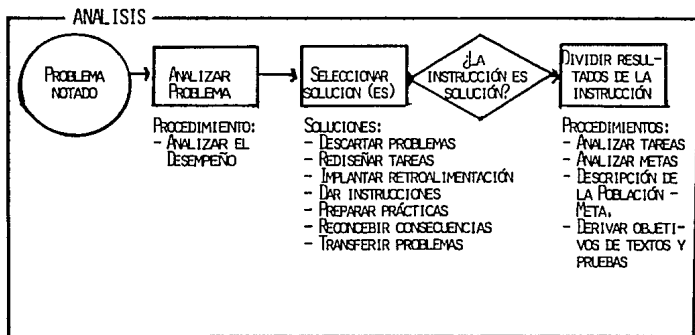 ANALISIS
PROBLEMA
NOTADO
ANALIZAR
PROBLEMA
SELECCIONAR
SOLUCION (ES)
¿LA
INSTRUCCIÓN ES
SOLUCIÓN?
DIVIDIR RESUL-
TADOS DE LA
INSTRUCCIÓN
PROCEDIMIENTO:
- ANALIZAR EL
DESEMPEÑO
SOLUCIONES:
- DESCARTAR PROBLEMAS
- REDISEÑAR TAREAS
- IMPLANTAR RETROALIMENTACIÓN
- DAR INSTRUCCIONES
- PREPARAR PRÁCTICAS
- RECONCEBIR CONSECUENCIAS
- TRANSFERIR PROBLEMAS
PROCEDIMIENTOS:
- ANALIZAR TAREAS
- ANALIZAR METAS
- DESCRIPCIÓN DE
LA POBLACIÓN -
META.
- DERIVAR OBJETI-
VOS DE TEXTOS Y
PRUEBAS